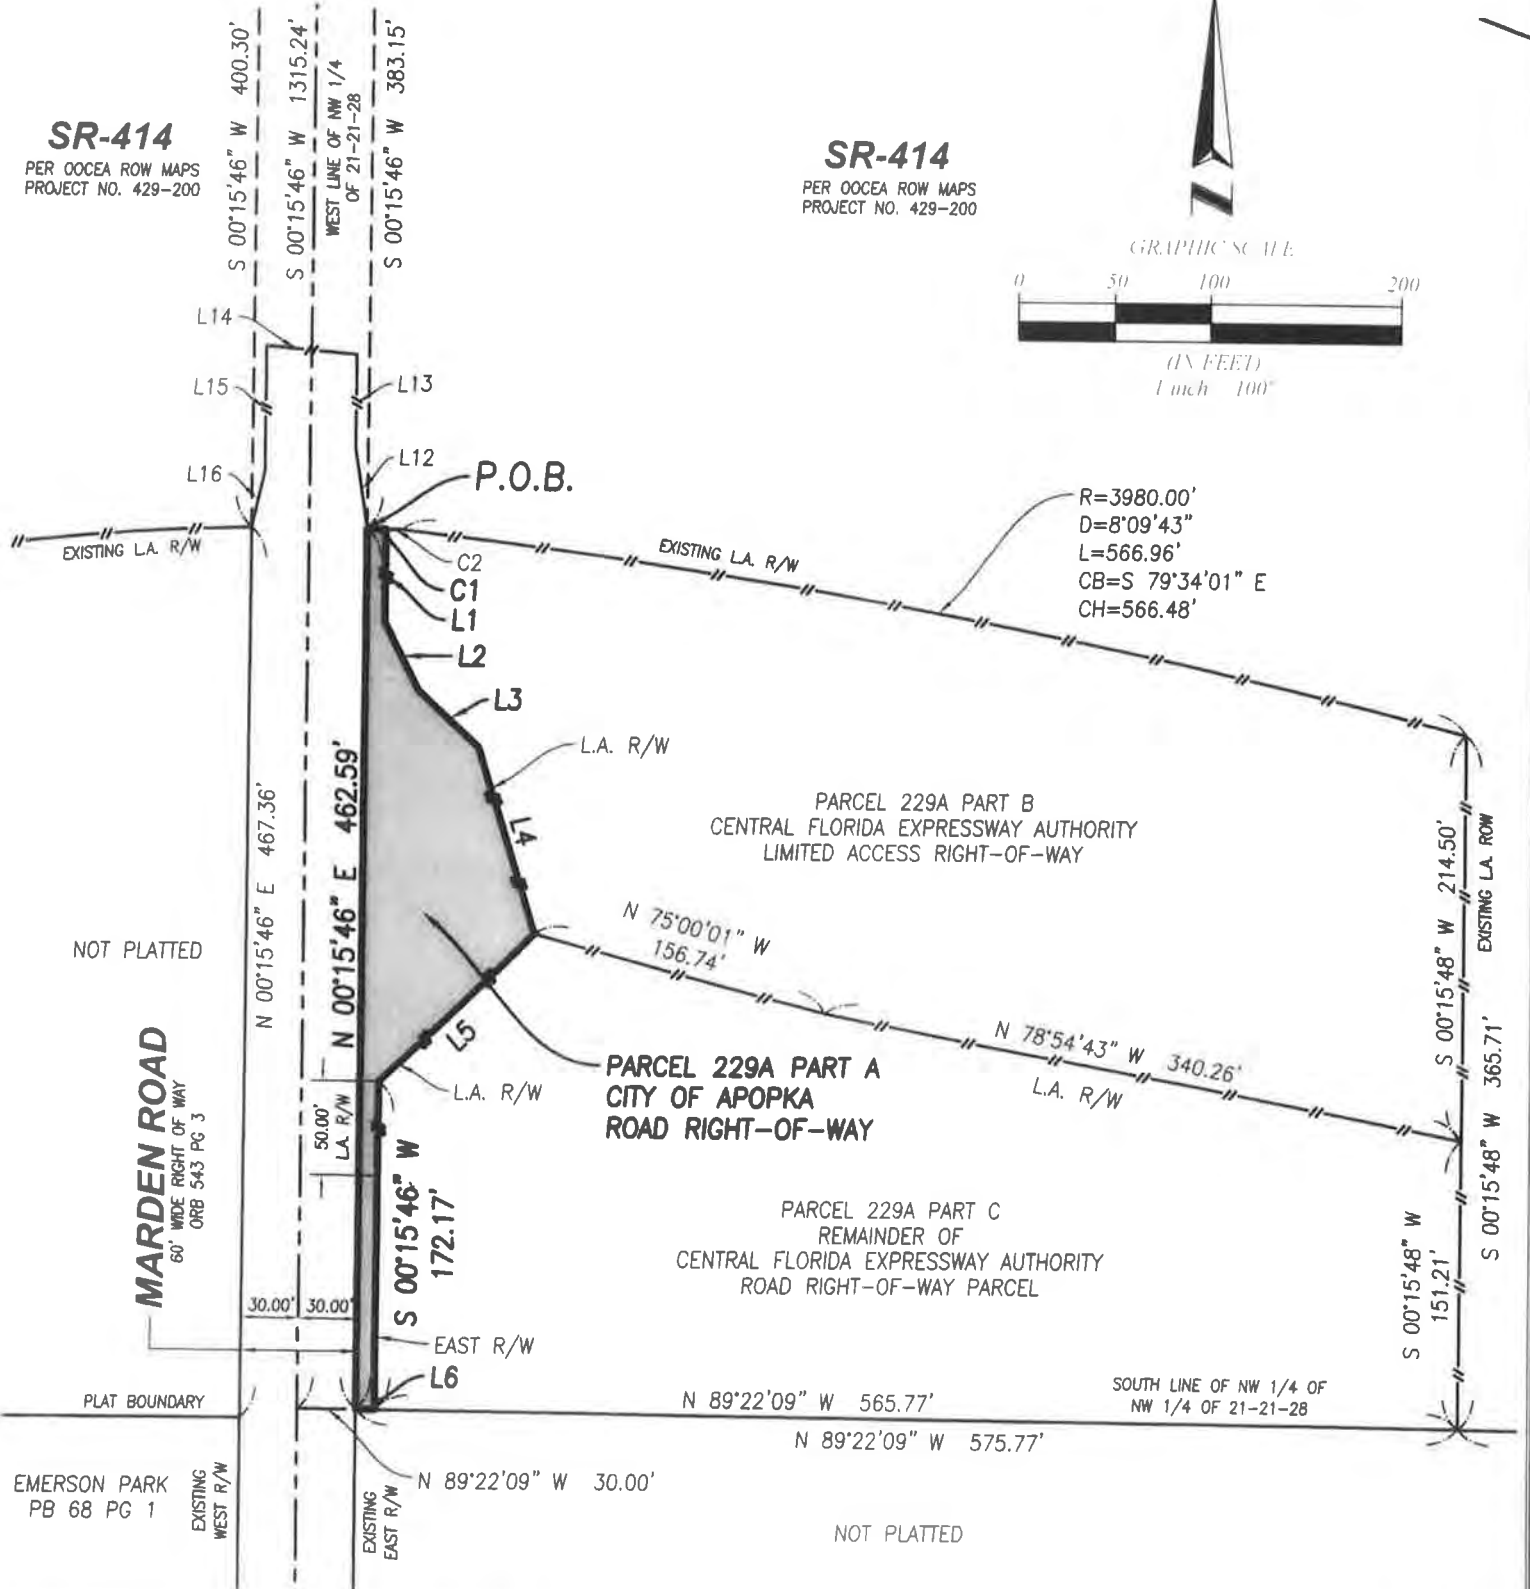 S 00°15'46" W 400.30'
S 00°15'46" W 1315.24'
WEST LINE OF NW 1/4
OF 21-21-28
S 00°15'46" W 383.15'
SR-414
PER OOCEA ROW MAPS
PROJECT NO. 429-200
SR-414
PER OOCEA ROW MAPS
PROJECT NO. 429-200
N
GRAPHIC SCALE
0 50 100 200
(IN FEET)
1 inch 100"
L14
L15
L13
L16
L12
P.O.B.
EXISTING L.A. R/W
C2
C1
L1
L2
L3
EXISTING L.A. R/W
R=3980.00'
D=8°09'43"
L=566.96'
CB=S 79°34'01" E
CH=566.48'
L.A. R/W
L4
N 00°15'46" E 467.36'
N 00°15'46" E 462.59'
PARCEL 229A PART B
CENTRAL FLORIDA EXPRESSWAY AUTHORITY
LIMITED ACCESS RIGHT-OF-WAY
S 00°15'48" W 214.50'
EXISTING L.A. ROW
S 00°15'48" W 365.71'
NOT PLATTED
N 75°00'01" W
156.74'
N 78°54'43" W 340.26'
L.A. R/W
L5
L.A. R/W
PARCEL 229A PART A
CITY OF APOPKA
ROAD RIGHT-OF-WAY
50.00'
L.A. R/W
MARDEN ROAD
60' WIDE RIGHT OF WAY
ORB 543 PG 3
S 00°15'46" W
172.17'
PARCEL 229A PART C
REMAINDER OF
CENTRAL FLORIDA EXPRESSWAY AUTHORITY
ROAD RIGHT-OF-WAY PARCEL
S 00°15'48" W
151.21'
30.00' 30.00'
EAST R/W
L6
PLAT BOUNDARY
N 89°22'09" W 565.77'
SOUTH LINE OF NW 1/4 OF
NW 1/4 OF 21-21-28
N 89°22'09" W 575.77'
EMERSON PARK
PB 68 PG 1
EXISTING
WEST R/W
EXISTING
EAST R/W
N 89°22'09" W 30.00'
NOT PLATTED